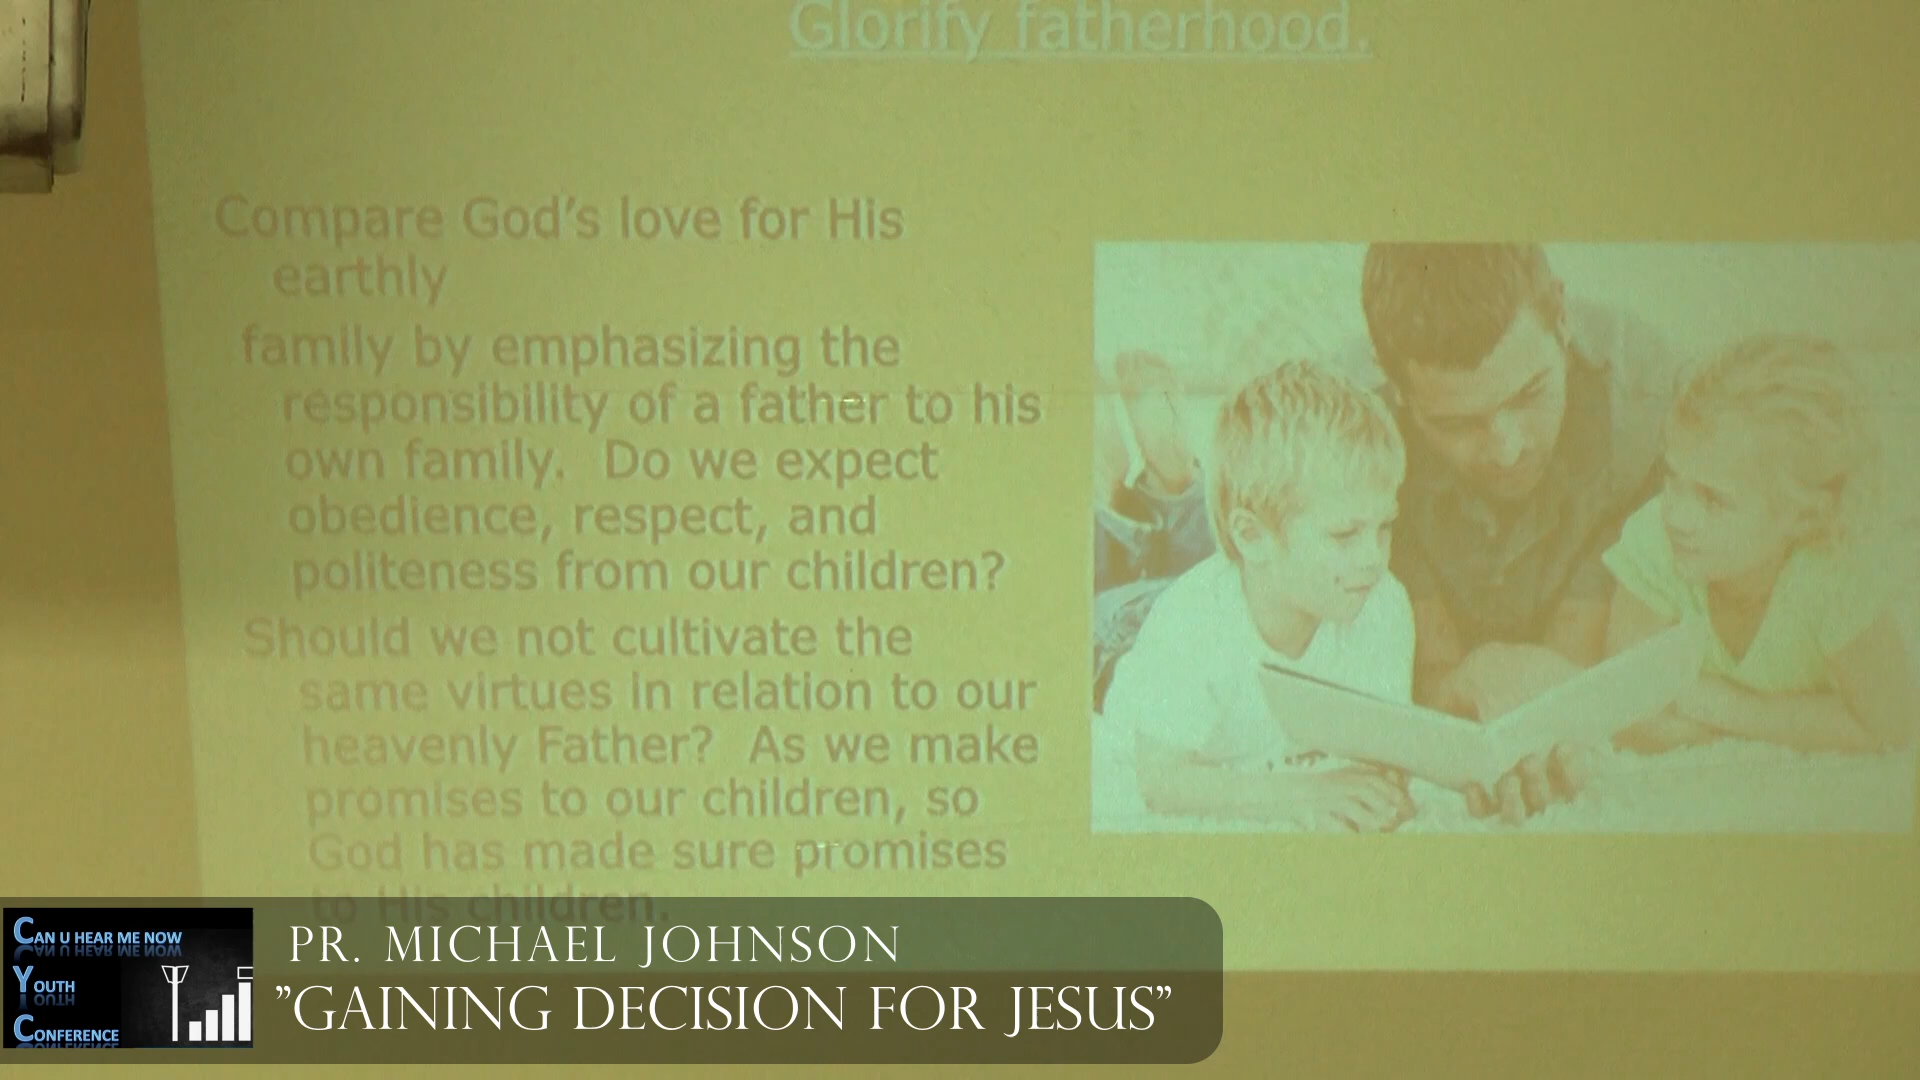 Glorify fatherhood.
Compare God's love for His
earthly
family by emphasizing the
responsibility of a father to his
own family. Do we expect
obedience, respect, and
politeness from our children?
Should we not cultivate the
same virtues in relation to our
heavenly Father? As we make
promises to our children, so
God has made sure promises
to His children.
CAN U HEAR ME NOW
YOUTH
CONFERENCE
PR. MICHAEL JOHNSON
"GAINING DECISION FOR JESUS"